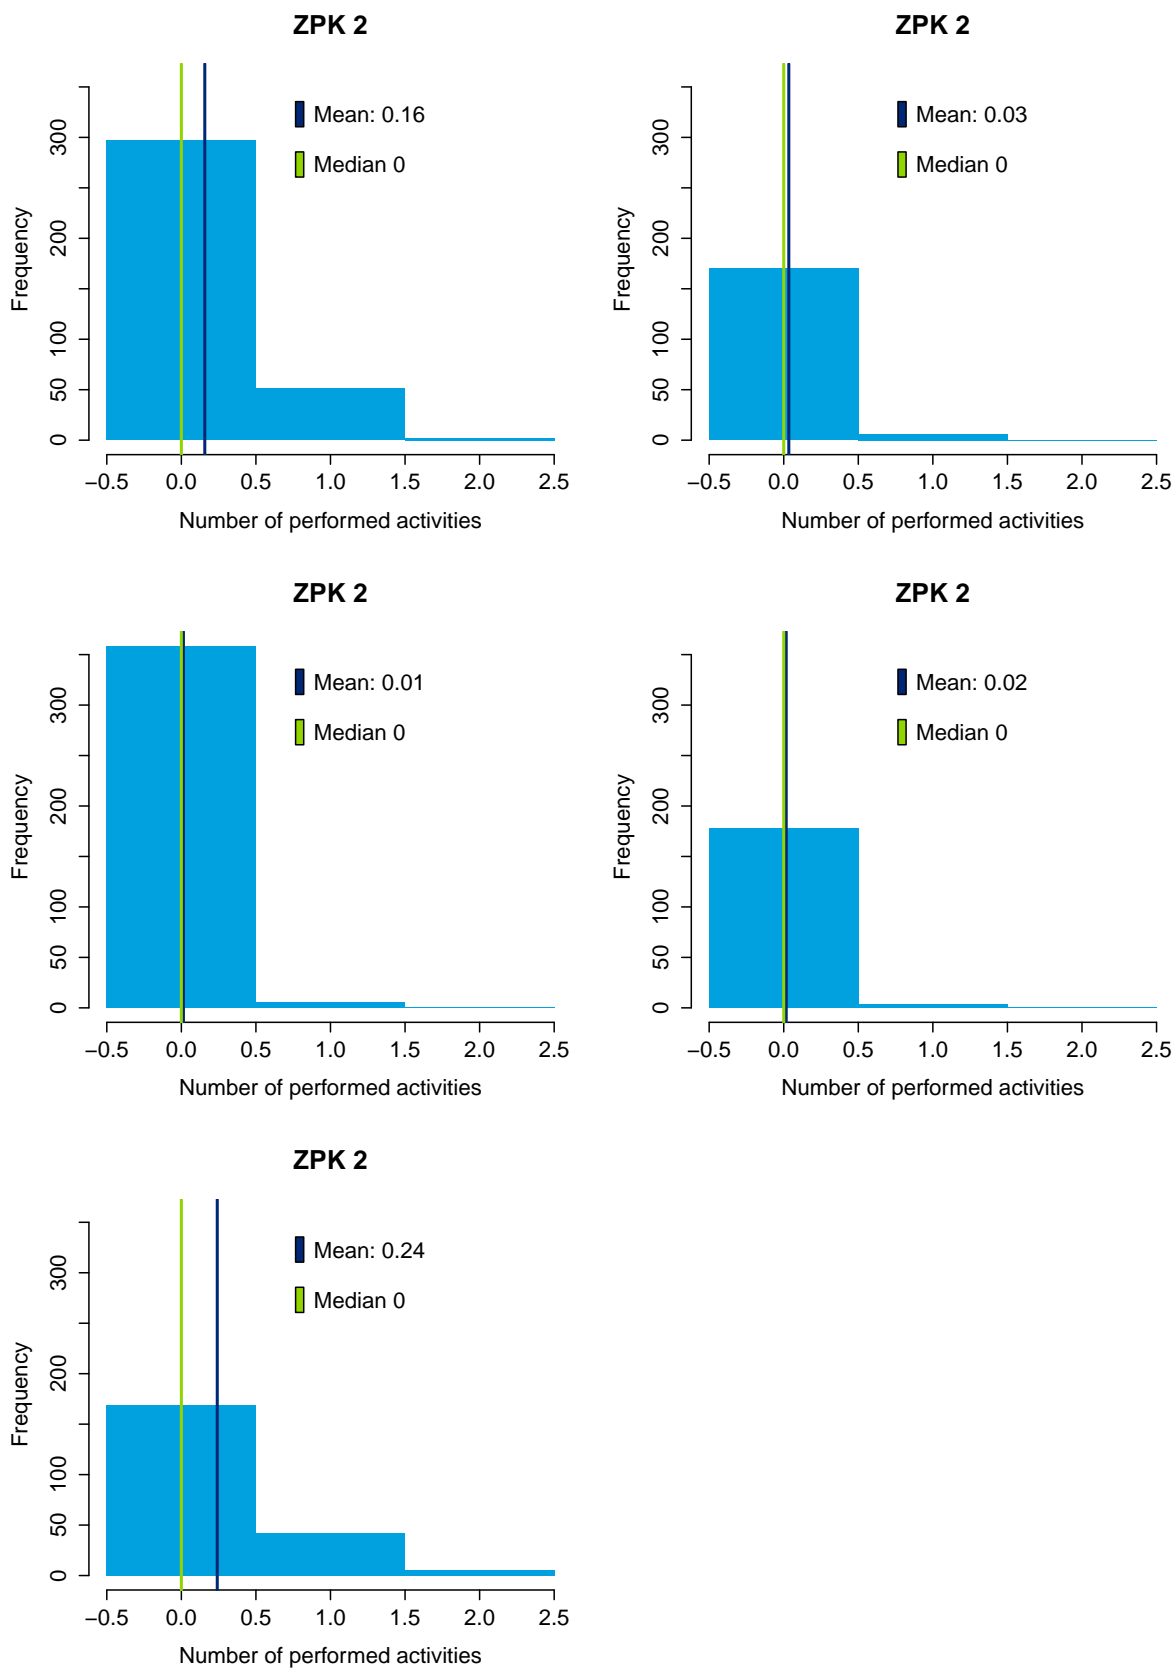 ZPK 2
Mean: 0.16
Median 0
Frequency
0 50 100 200 300
−0.5 0.0 0.5 1.0 1.5 2.0 2.5
Number of performed activities
ZPK 2
Mean: 0.03
Median 0
Frequency
0 50 100 200 300
−0.5 0.0 0.5 1.0 1.5 2.0 2.5
Number of performed activities
ZPK 2
Mean: 0.01
Median 0
Frequency
0 50 100 200 300
−0.5 0.0 0.5 1.0 1.5 2.0 2.5
Number of performed activities
ZPK 2
Mean: 0.02
Median 0
Frequency
0 50 100 200 300
−0.5 0.0 0.5 1.0 1.5 2.0 2.5
Number of performed activities
ZPK 2
Mean: 0.24
Median 0
Frequency
0 50 100 200 300
−0.5 0.0 0.5 1.0 1.5 2.0 2.5
Number of performed activities